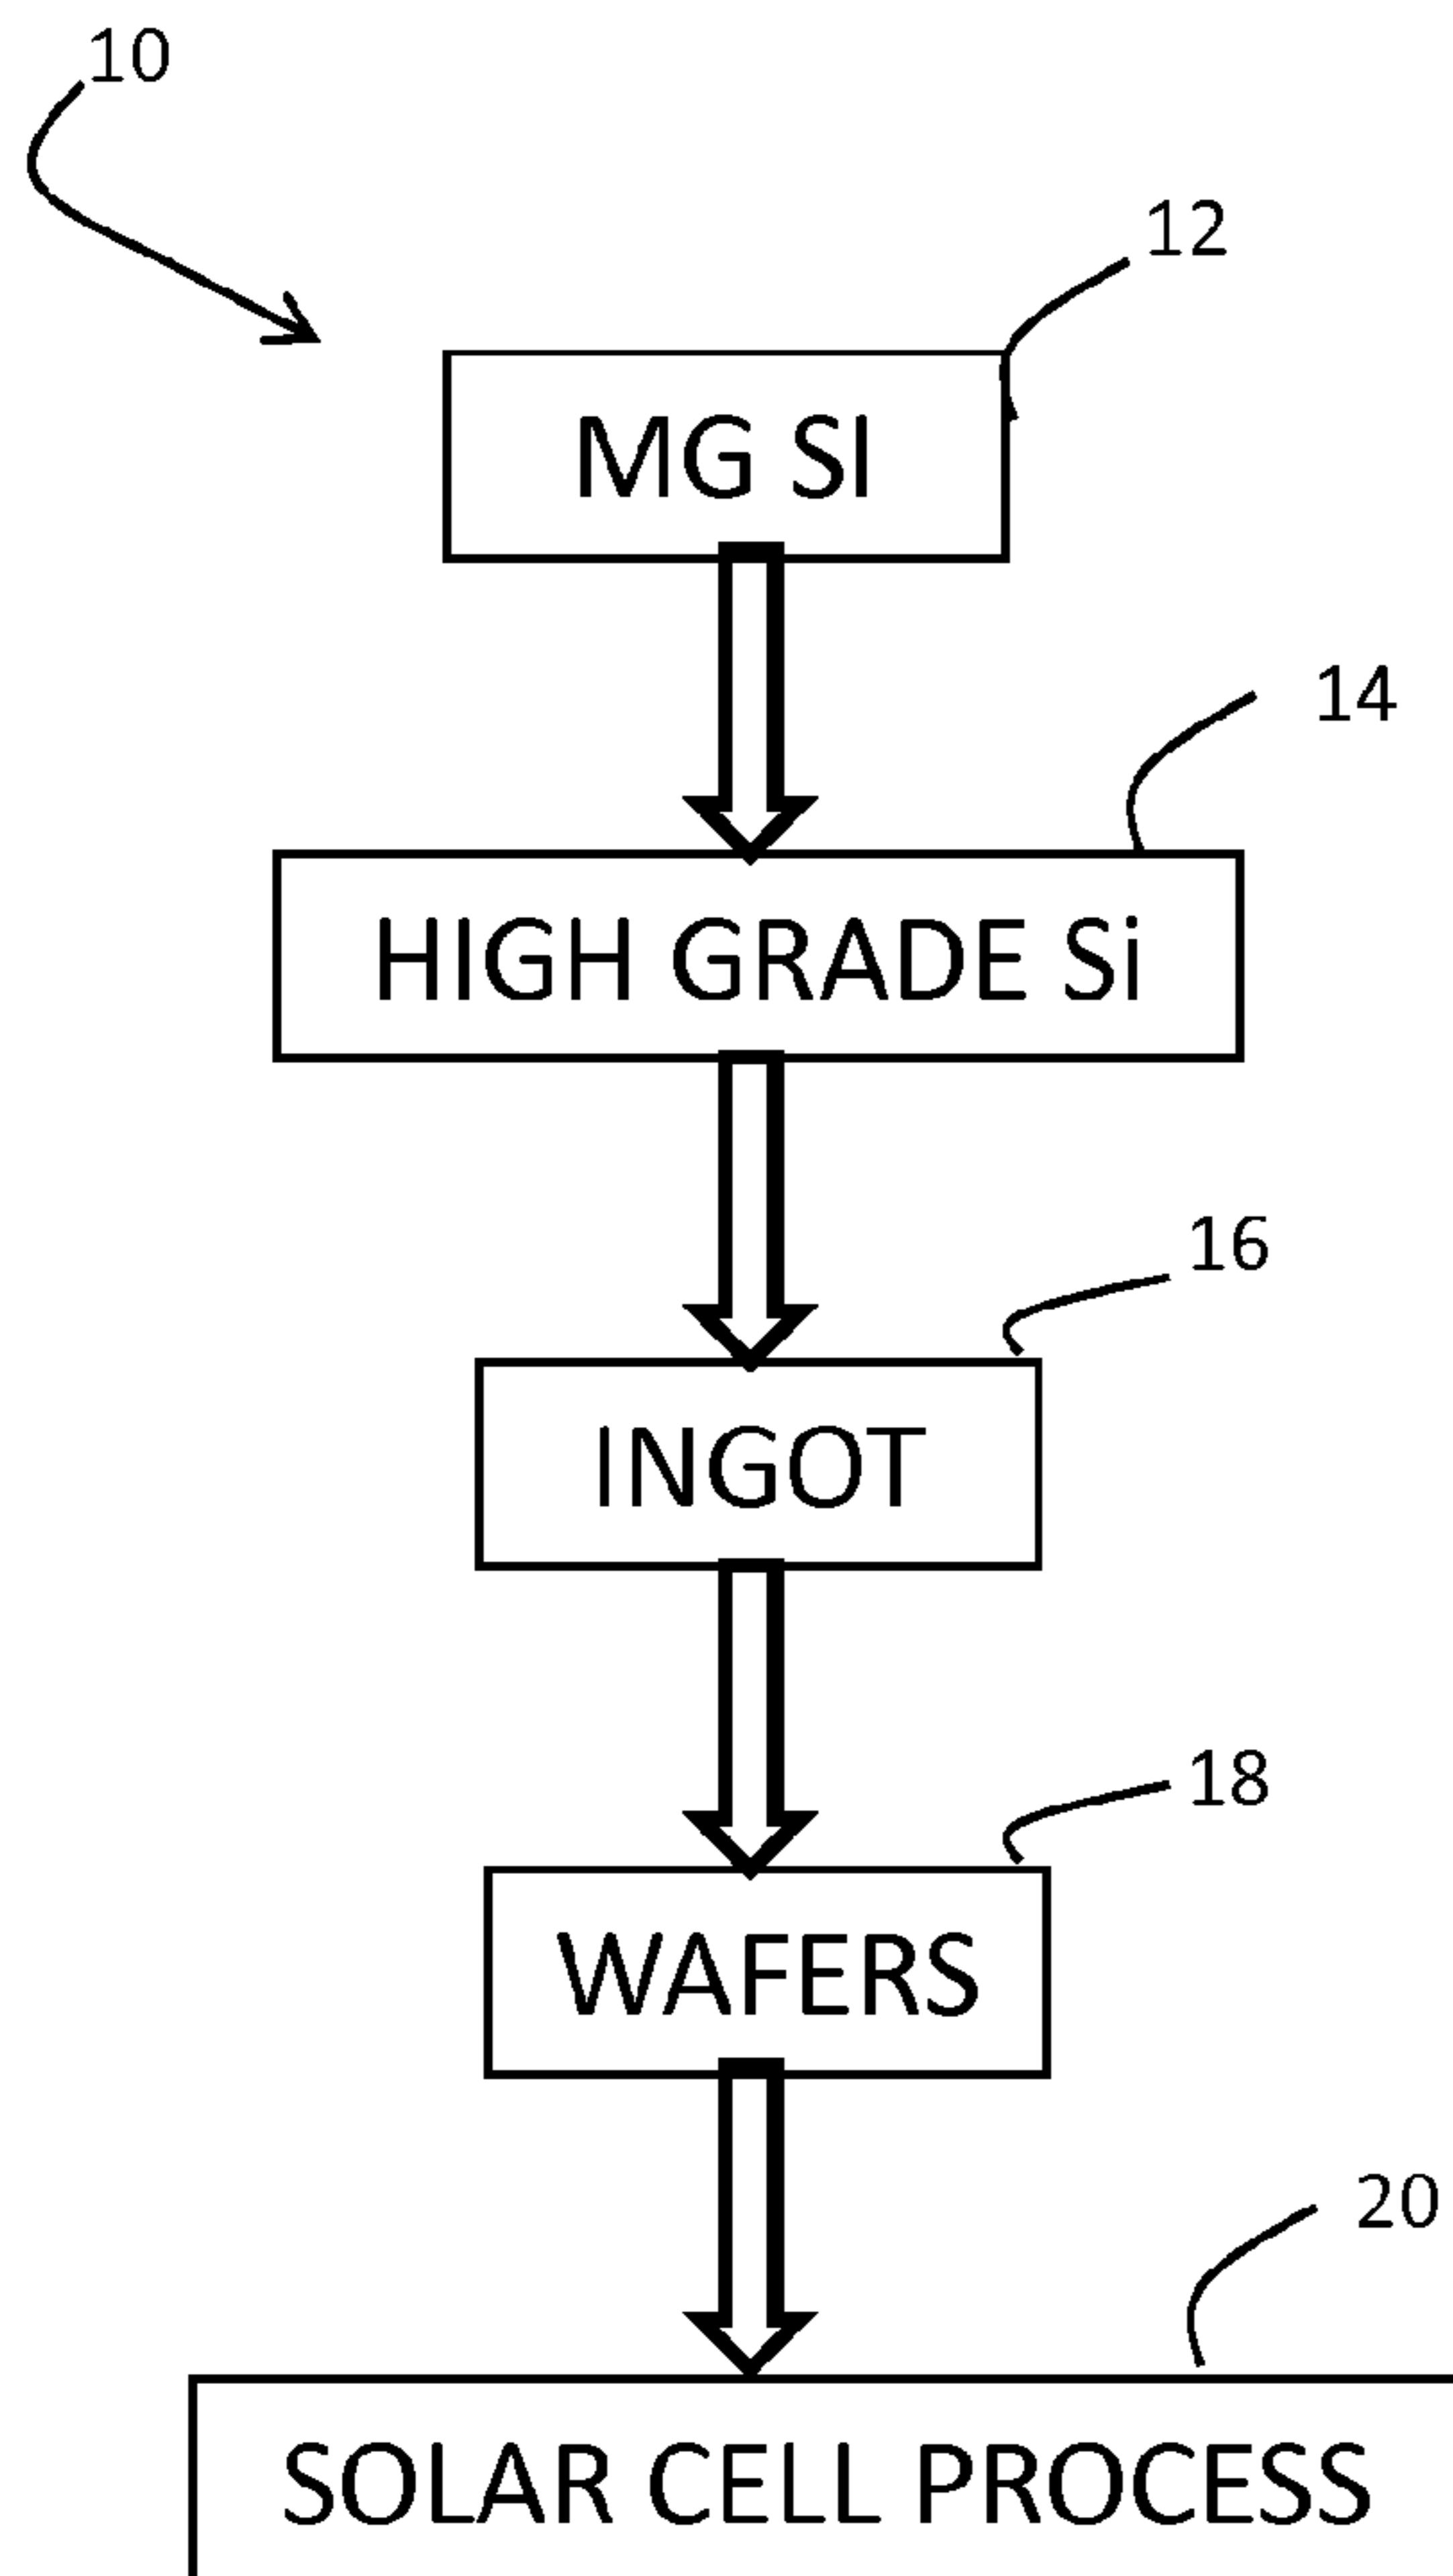 10
12
MG SI
14
HIGH GRADE Si
16
INGOT
18
WAFERS
20
SOLAR CELL PROCESS